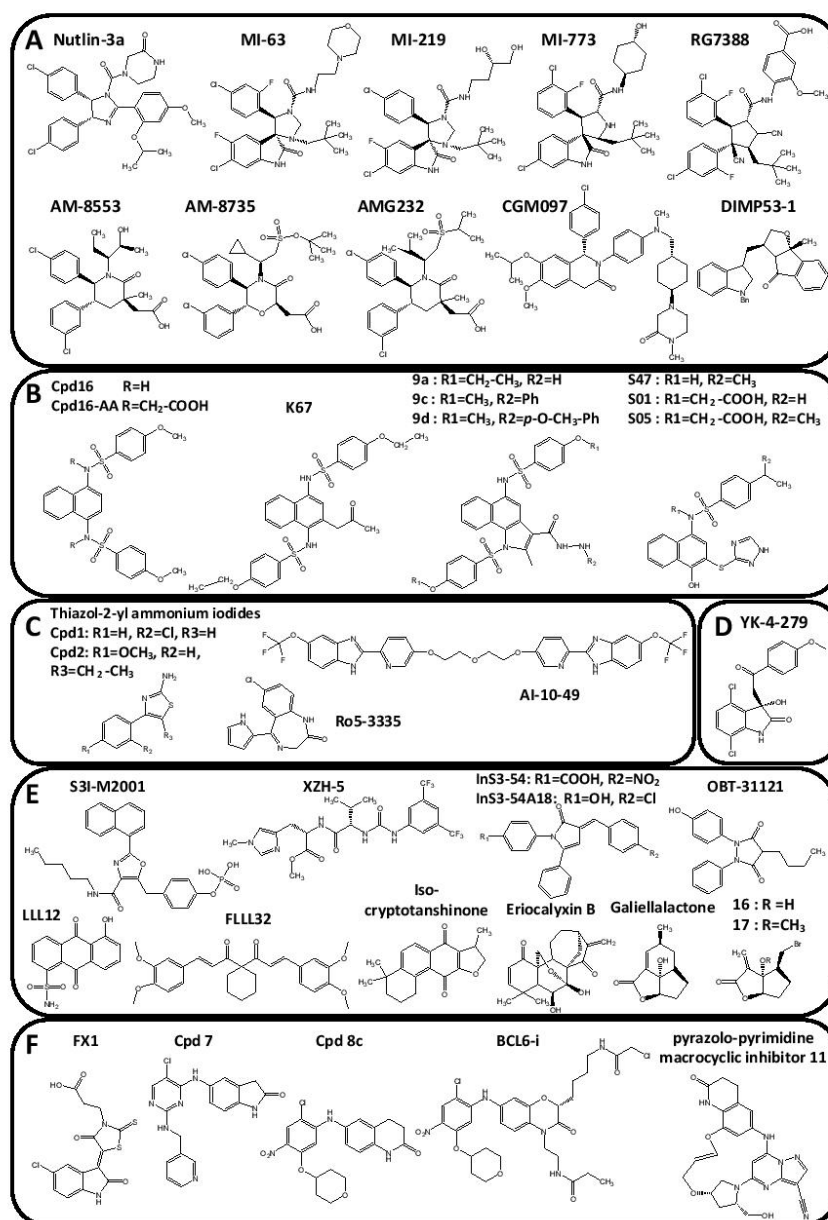 A
Nutlin-3a MI-63 MI-219 MI-773 RG7388
AM-8553 AM-8735 AMG232 CGM097 DIMP53-1
B
Cpd16 R=H
Cpd16-AA R=CH2-COOH
K67
9a : R1=CH2-CH3, R2=H
9c : R1=CH3, R2=Ph
9d : R1=CH3, R2=p-O-CH3-Ph
S47 : R1=H, R2=CH3
S01 : R1=CH2-COOH, R2=H
S05 : R1=CH2-COOH, R2=CH3
C
Thiazol-2-yl ammonium iodides
Cpd1: R1=H, R2=Cl, R3=H
Cpd2: R1=OCH3, R2=H,
R3=CH2-CH3
Ro5-3335
AI-10-49
D
YK-4-279
E
S3I-M2001 XZH-5
InS3-54: R1=COOH, R2=NO2
InS3-54A18: R1=OH, R2=Cl
OBT-31121
LLL12 FLLL32
Iso-
cryptotanshinone
Eriocalyxin B Galiellalactone
16 : R =H
17 : R=CH3
F
FX1 Cpd 7 Cpd 8c BCL6-i
pyrazolo-pyrimidine
macrocyclic inhibitor 11